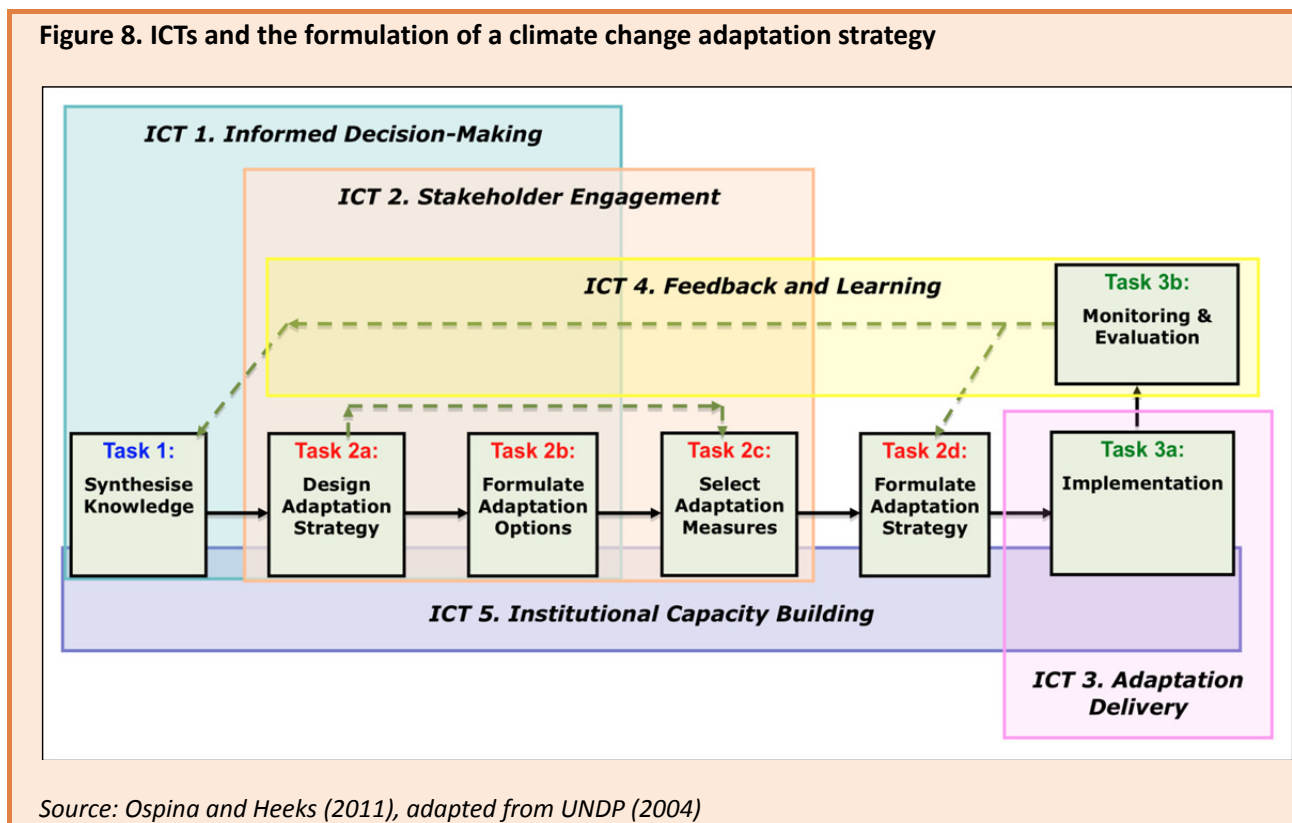 Figure 8. ICTs and the formulation of a climate change adaptation strategy
ICT 1. Informed Decision-Making
ICT 2. Stakeholder Engagement
ICT 4. Feedback and Learning
Task 3b:
Monitoring &
Evaluation
Task 1:
Synthesise
Knowledge
Task 2a:
Design
Adaptation
Strategy
Task 2b:
Formulate
Adaptation
Options
Task 2c:
Select
Adaptation
Measures
Task 2d:
Formulate
Adaptation
Strategy
Task 3a:
Implementation
ICT 5. Institutional Capacity Building
ICT 3. Adaptation
Delivery
Source: Ospina and Heeks (2011), adapted from UNDP (2004)